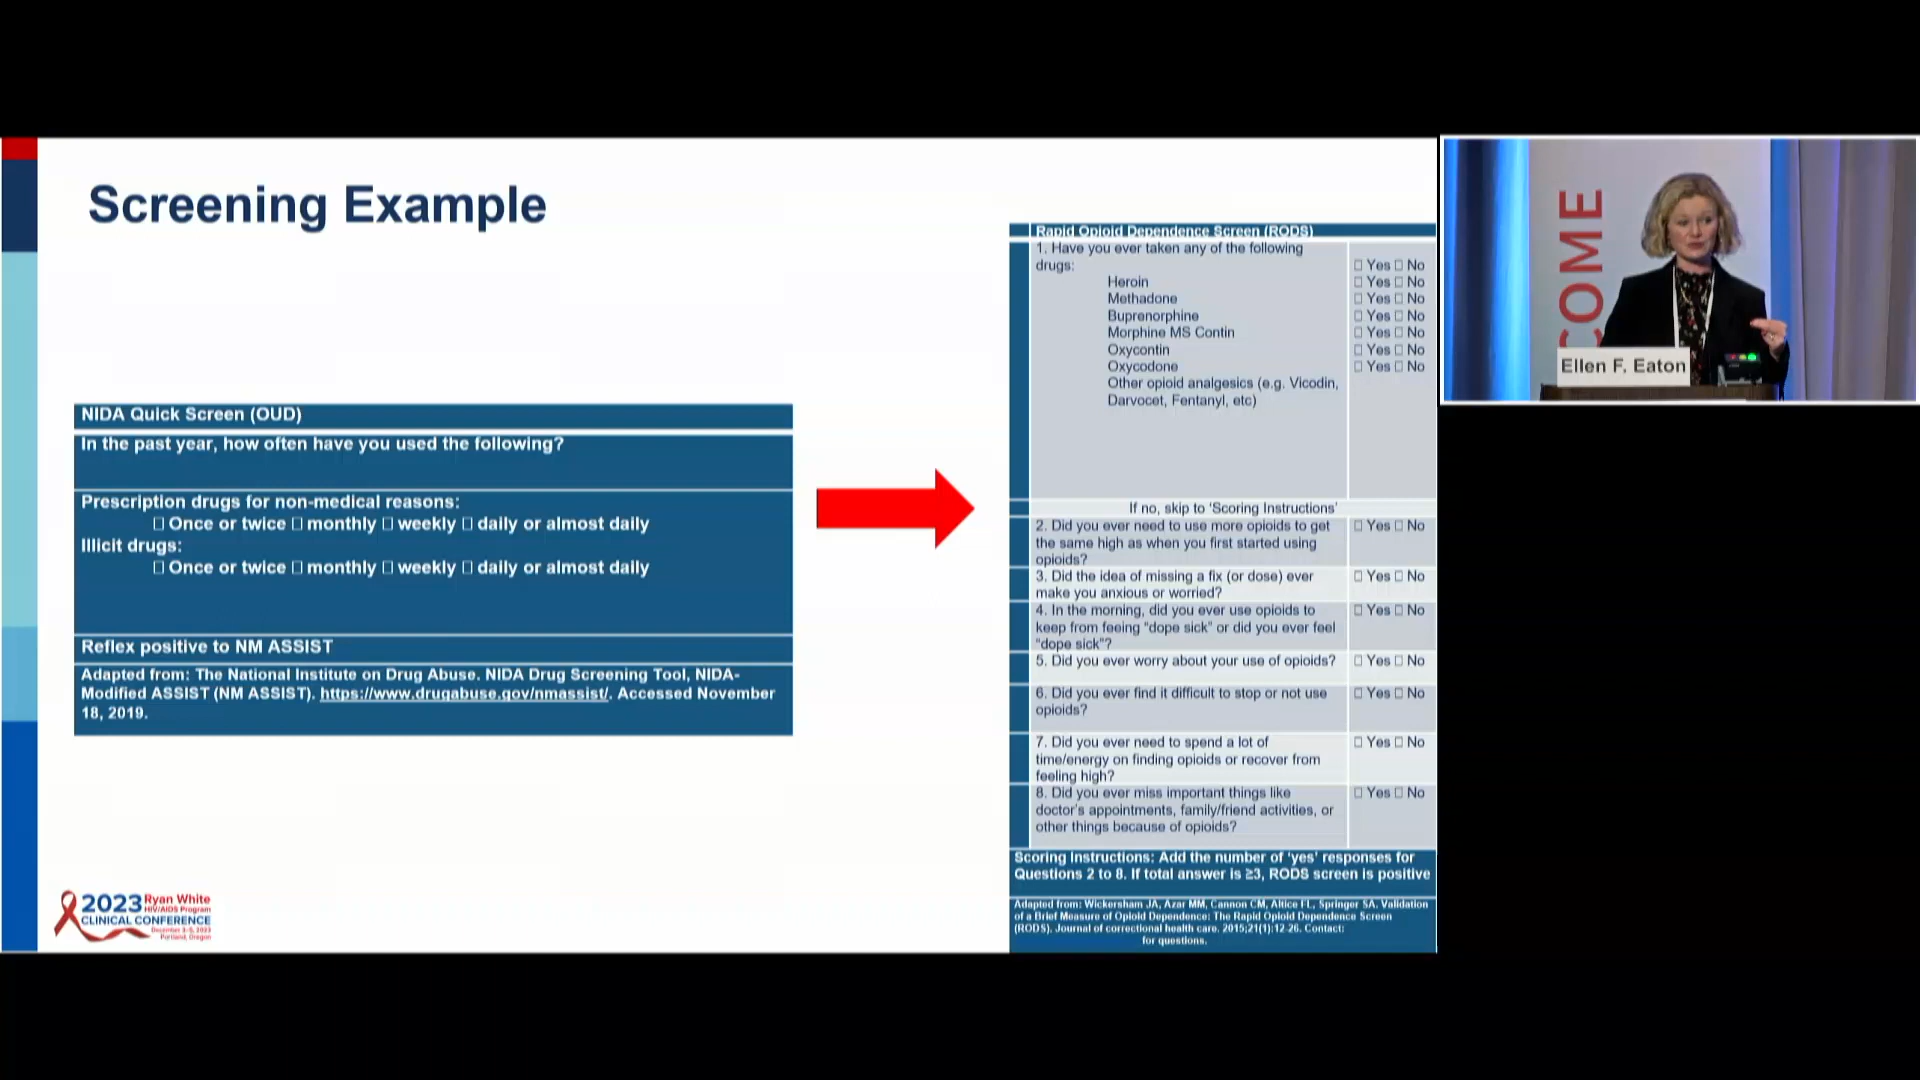 Screening Example
NIDA Quick Screen (OUD)
In the past year, how often have you used the following?
Prescription drugs for non-medical reasons:
☐ Once or twice ☐ monthly ☐ weekly ☐ daily or almost daily
Illicit drugs:
☐ Once or twice ☐ monthly ☐ weekly ☐ daily or almost daily
Reflex positive to NM ASSIST
Adapted from: The National Institute on Drug Abuse. NIDA Drug Screening Tool, NIDA-
Modified ASSIST (NM ASSIST). https://www.drugabuse.gov/nmassist/. Accessed November
18, 2019.
Rapid Opioid Dependence Screen (RODS)
1. Have you ever taken any of the following
drugs: ☐ Yes ☐ No
Heroin ☐ Yes ☐ No
Methadone ☐ Yes ☐ No
Buprenorphine ☐ Yes ☐ No
Morphine MS Contin ☐ Yes ☐ No
Oxycontin ☐ Yes ☐ No
Oxycodone ☐ Yes ☐ No
Other opioid analgesics (e.g. Vicodin,
Darvocet, Fentanyl, etc)
If no, skip to ‘Scoring Instructions’
2. Did you ever need to use more opioids to get ☐ Yes ☐ No
the same high as when you first started using
opioids?
3. Did the idea of missing a fix (or dose) ever ☐ Yes ☐ No
make you anxious or worried?
4. In the morning, did you ever use opioids to ☐ Yes ☐ No
keep from feeing “dope sick” or did you ever feel
“dope sick”?
5. Did you ever worry about your use of opioids? ☐ Yes ☐ No
6. Did you ever find it difficult to stop or not use ☐ Yes ☐ No
opioids?
7. Did you ever need to spend a lot of ☐ Yes ☐ No
time/energy on finding opioids or recover from
feeling high?
8. Did you ever miss important things like ☐ Yes ☐ No
doctor’s appointments, family/friend activities, or
other things because of opioids?
Scoring Instructions: Add the number of ‘yes’ responses for
Questions 2 to 8. If total answer is ≥3, RODS screen is positive
Adapted from: Wickersham JA, Azar MM, Cannon CM, Altice FL, Springer SA. Validation
of a Brief Measure of Opioid Dependence: The Rapid Opioid Dependence Screen
(RODS). Journal of correctional health care. 2015;21(1):12-26. Contact:
for questions.
2023 Ryan White
HIV/AIDS Program
CLINICAL CONFERENCE
December 3-5, 2023
Portland, Oregon
COME
Ellen F. Eaton